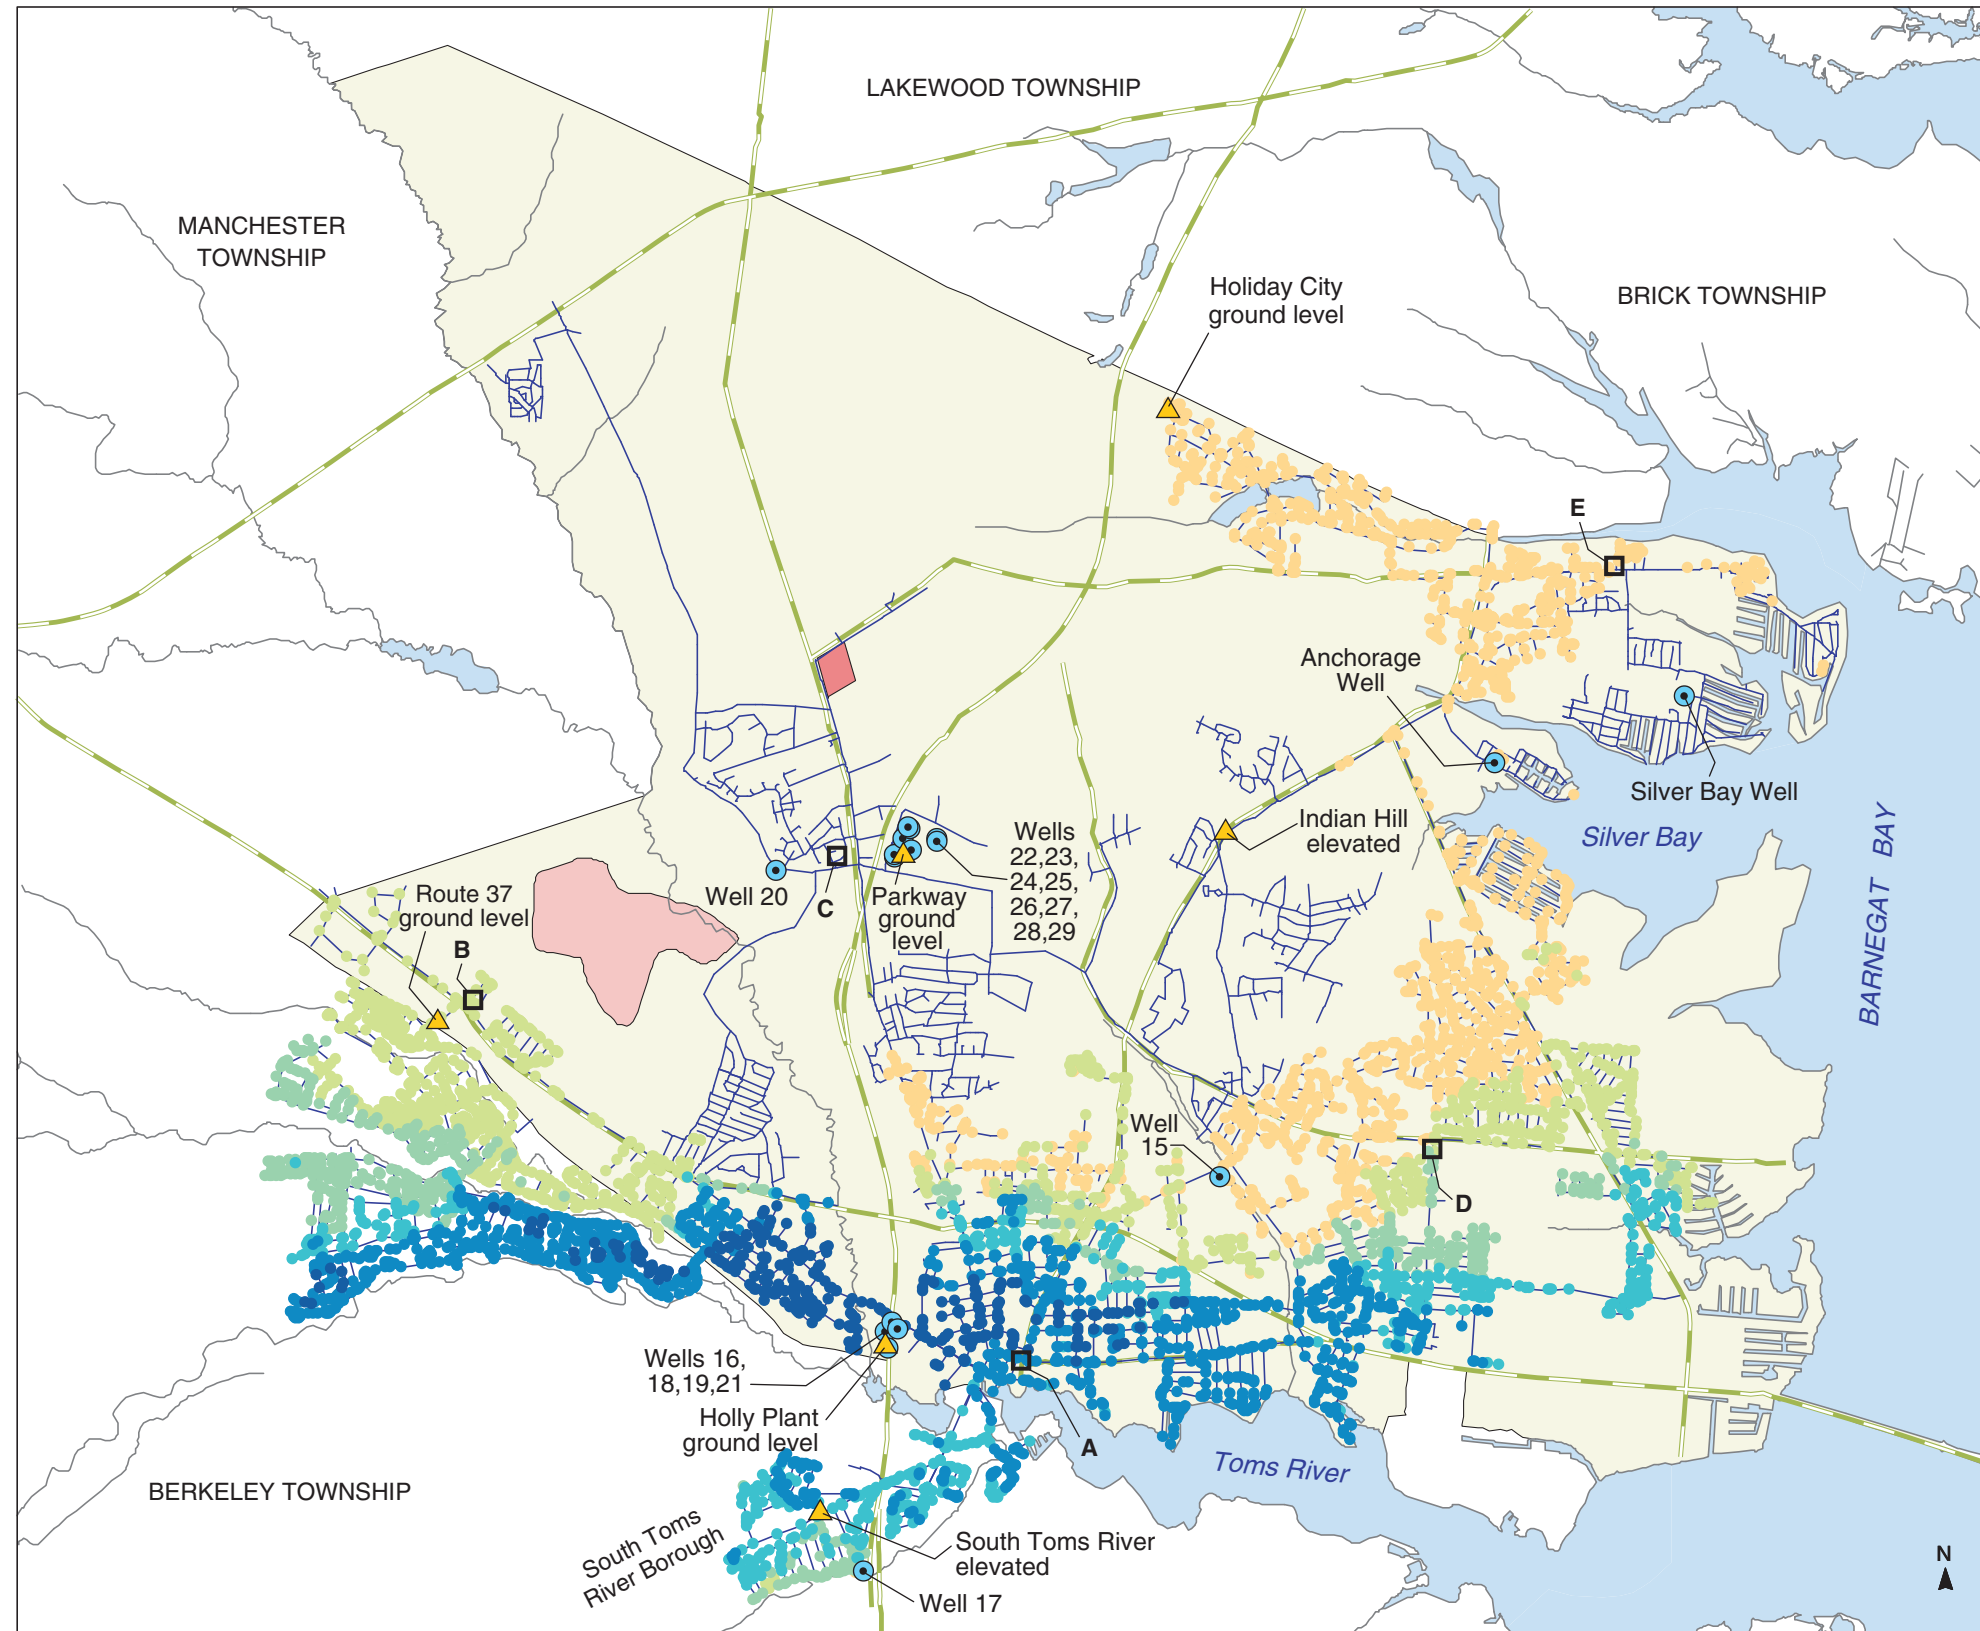 LAKEWOOD TOWNSHIP
MANCHESTER
TOWNSHIP
Holiday City
ground level
BRICK TOWNSHIP
E
Anchorage
Well
Silver Bay Well
Indian Hill
elevated
Silver Bay
BARNEGAT BAY
Wells
22,23,
24,25,
26,27,
28,29
Well 20
C
Parkway
ground
level
Route 37
ground level
B
Well
15
D
Wells 16,
18,19,21
Holly Plant
ground level
A
Toms River
BERKELEY TOWNSHIP
South Toms
River Borough
South Toms River
elevated
Well 17
N